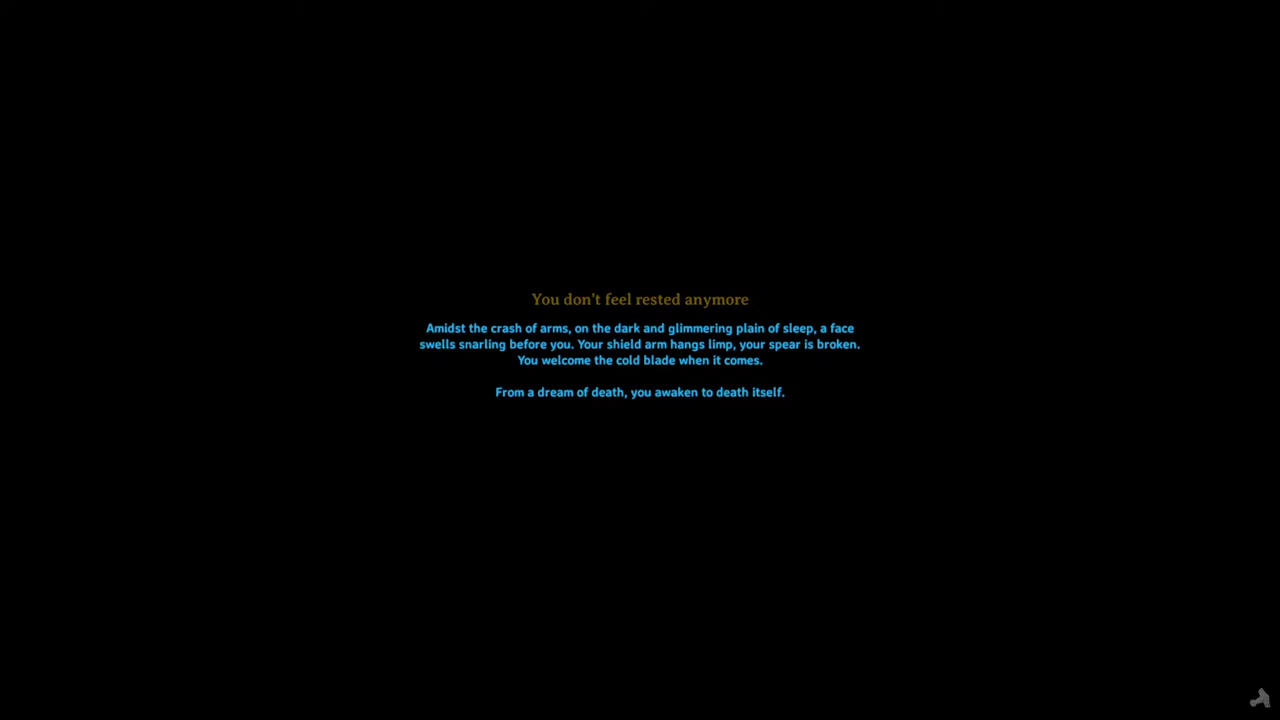 You don't feel rested anymore
Amidst the crash of arms, on the dark and glimmering plain of sleep, a face
swells snarling before you. Your shield arm hangs limp, your spear is broken.
You welcome the cold blade when it comes.
From a dream of death, you awaken to death itself.